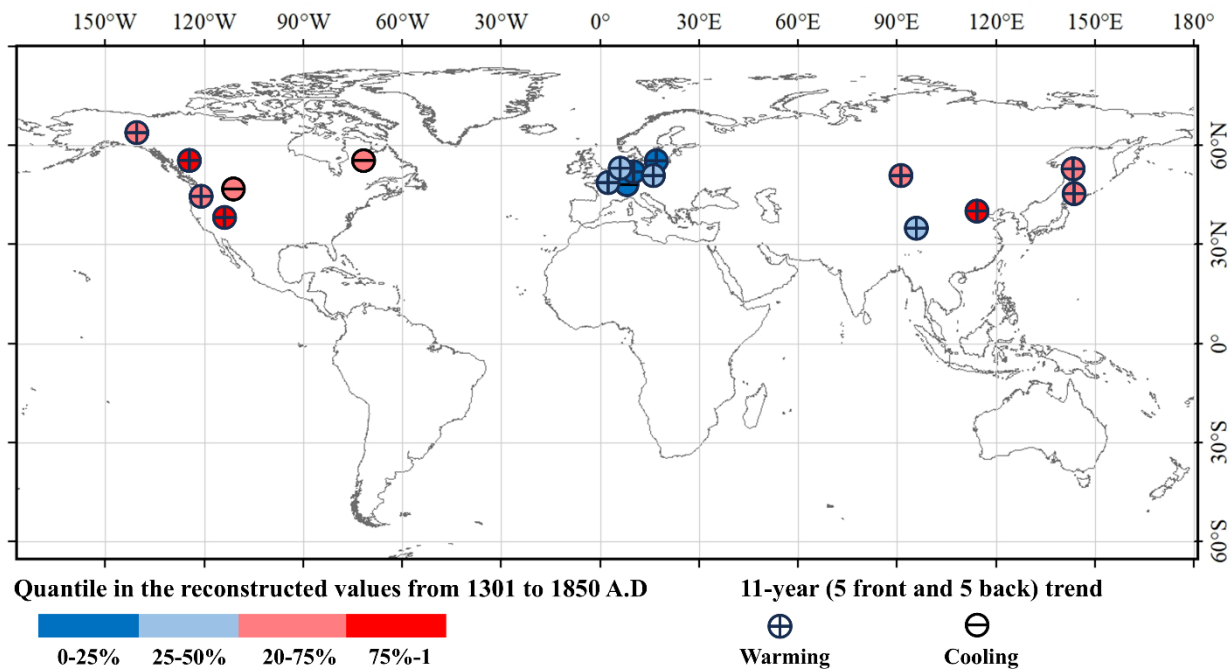 150°W 120°W 90°W 60°W 30°W 0° 30°E 60°E 90°E 120°E 150°E 180°
60°N
30°N
0°
30°S
60°S
Quantile in the reconstructed values from 1301 to 1850 A.D
11-year (5 front and 5 back) trend
0-25% 25-50% 20-75% 75%-1
Warming Cooling